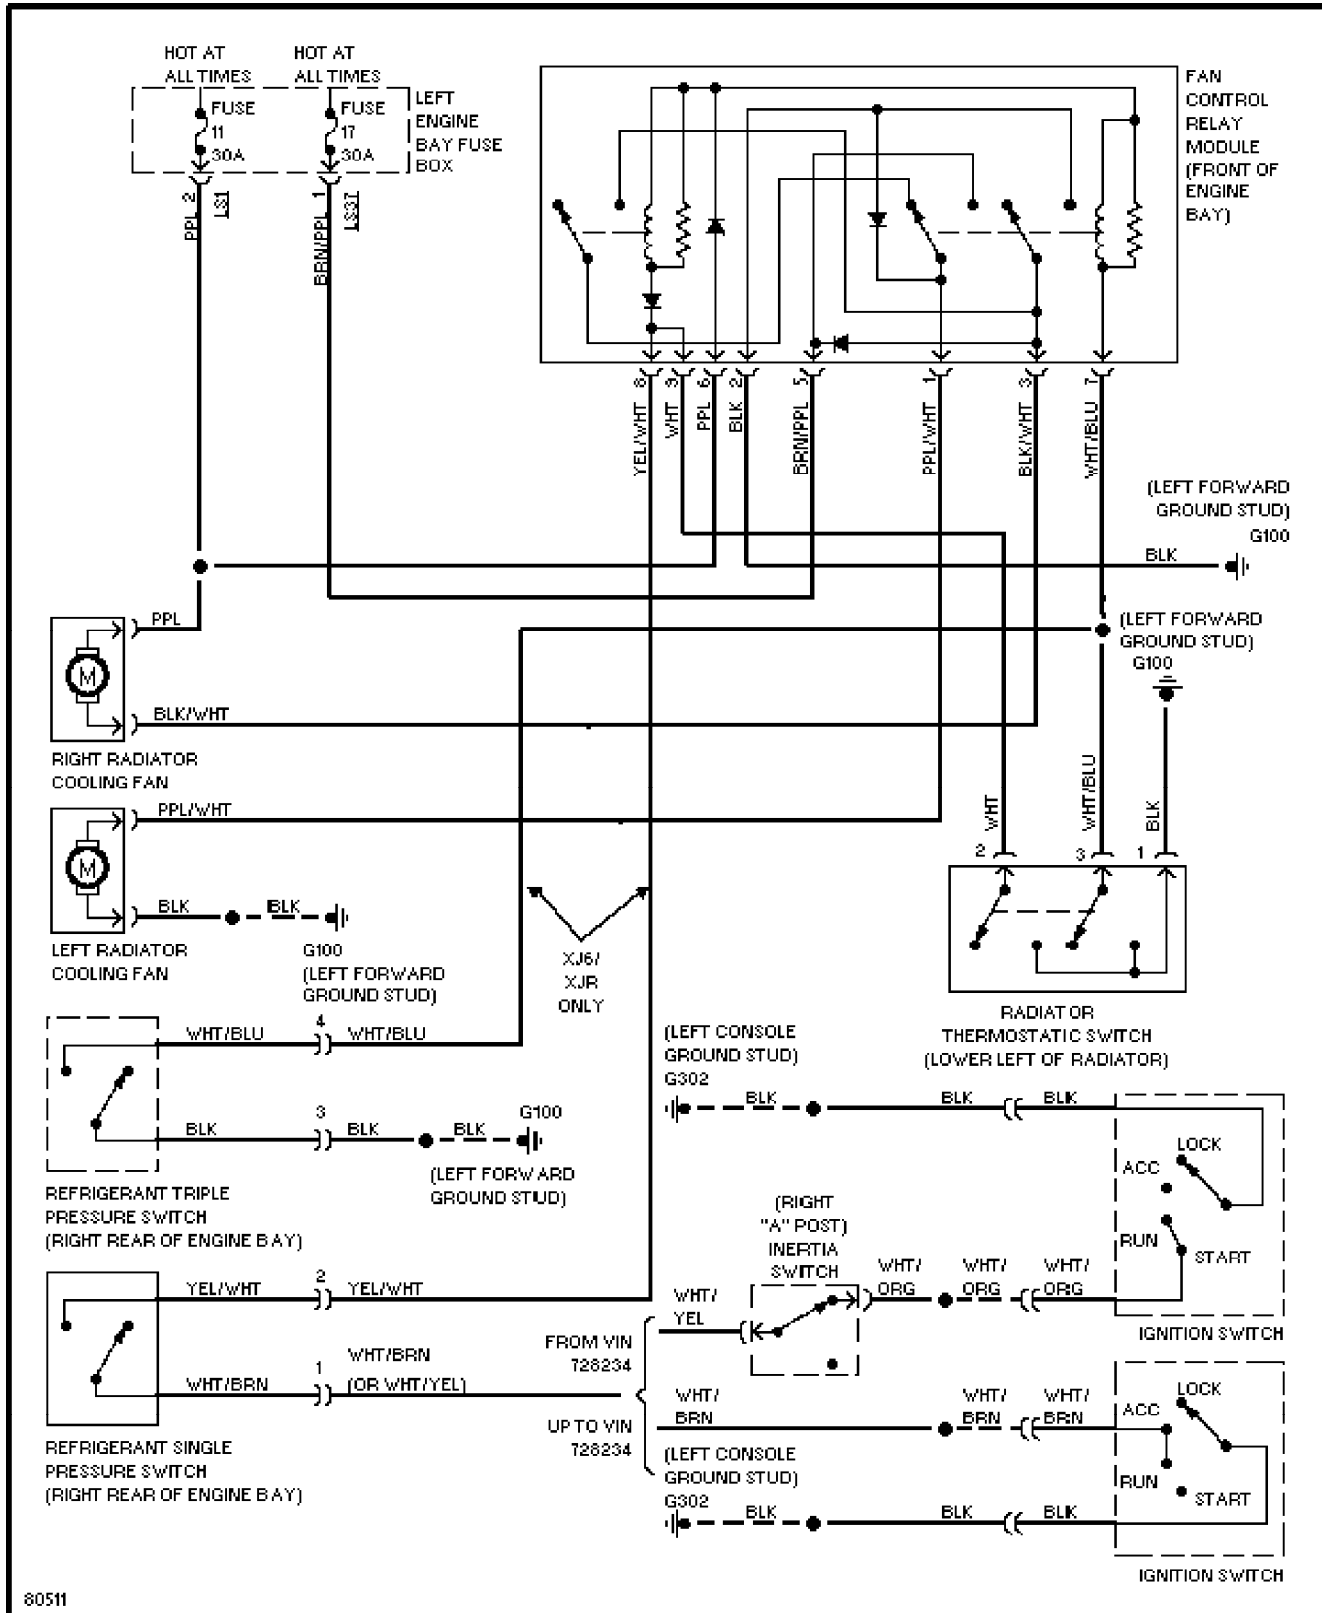 HOT AT
ALL TIMES
HOT AT
ALL TIMES
FUSE
11
30A
FUSE
17
30A
LEFT
ENGINE
BAY FUSE
BOX
2
PPL
LS1
1
BRN/PPL
LS37
FAN
CONTROL
RELAY
MODULE
(FRONT OF
ENGINE
BAY)
8
9
6
2
5
1
3
7
YEL/WHT
WHT
PPL
BLK
BRN/PPL
PPL/WHT
BLK/WHT
WHT/BLU
(LEFT FORWARD
GROUND STUD)
G100
BLK
PPL
M
BLK/WHT
RIGHT RADIATOR
COOLING FAN
(LEFT FORWARD
GROUND STUD)
G100
PPL/WHT
M
BLK
BLK
LEFT RADIATOR
COOLING FAN
G100
(LEFT FORWARD
GROUND STUD)
XJ6/
XJR
ONLY
WHT
WHT/BLU
BLK
2
3
1
RADIATOR
THERMOSTATIC SWITCH
(LOWER LEFT OF RADIATOR)
WHT/BLU
4
WHT/BLU
BLK
3
BLK
BLK
G100
(LEFT FORWARD
GROUND STUD)
REFRIGERANT TRIPLE
PRESSURE SWITCH
(RIGHT REAR OF ENGINE BAY)
(LEFT CONSOLE
GROUND STUD)
G302
BLK
BLK
BLK
LOCK
ACC
RUN
START
IGNITION SWITCH
(RIGHT
"A" POST)
INERTIA
SWITCH
WHT/
ORG
WHT/
ORG
WHT/
ORG
WHT/
YEL
YEL/WHT
2
YEL/WHT
WHT/BRN
1
WHT/BRN
(OR WHT/YEL)
FROM VIN
728234
UP TO VIN
728234
WHT/
BRN
WHT/
BRN
WHT/
BRN
LOCK
ACC
RUN
START
REFRIGERANT SINGLE
PRESSURE SWITCH
(RIGHT REAR OF ENGINE BAY)
(LEFT CONSOLE
GROUND STUD)
G302
BLK
BLK
BLK
IGNITION SWITCH
80511